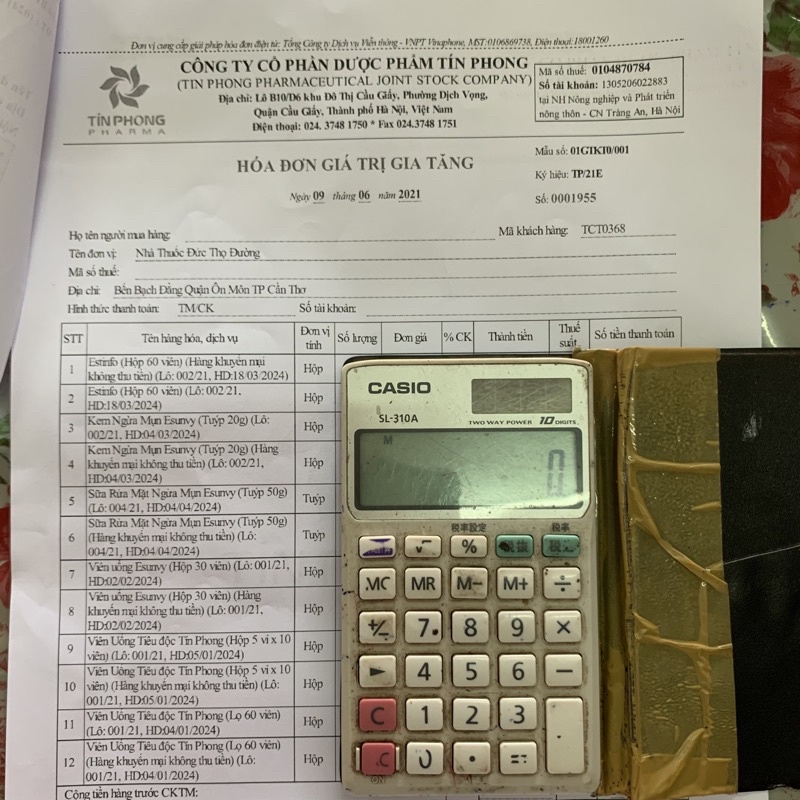 Đơn vị cung cấp giải pháp hóa đơn điện tử: Tổng Công ty Dịch vụ Viễn thông - VNPT Vinaphone, MST:0106869738, Điện thoại:18001260
TÍN PHONG
PHARMA
CÔNG TY CỔ PHẦN DƯỢC PHẨM TÍN PHONG
(TIN PHONG PHARMACEUTICAL JOINT STOCK COMPANY)
Địa chỉ: Lô B10/D6 khu Đô Thị Cầu Giấy, Phường Dịch Vọng,
Quận Cầu Giấy, Thành phố Hà Nội, Việt Nam
Điện thoại: 024. 3748 1750 * Fax 024.3748 1751
Mã số thuế: 0104870784
Số tài khoản: 1305206022883
tại NH Nông nghiệp và Phát triển
nông thôn - CN Tràng An, Hà Nội
HÓA ĐƠN GIÁ TRỊ GIA TĂNG
Ngày 09 tháng 06 năm 2021
Mẫu số: 01GTKT0/001
Ký hiệu: TP/21E
Số: 0001955
Họ tên người mua hàng:
Mã khách hàng: TCT0368
Tên đơn vị: Nhà Thuốc Đức Thọ Đường
Mã số thuế:
Địa chỉ: Bến Bạch Đằng Quận Ôn Môn TP Cần Thơ
Hình thức thanh toán: TM/CK Số tài khoản:
STT Tên hàng hóa, dịch vụ Đơn vị tính Số lượng Đơn giá % CK Thành tiền Thuế suất Số tiền thanh toán
1 Estinfo (Hộp 60 viên) (Hàng khuyến mại Hộp
không thu tiền) (Lô: 002/21, HD:18/03/2024)
2 Estinfo (Hộp 60 viên) (Lô: 002/21, Hộp
HD:18/03/2024)
3 Kem Ngừa Mụn Esunvy (Tuýp 20g) (Lô: Hộp
002/21, HD:04/03/2024)
4 Kem Ngừa Mụn Esunvy (Tuýp 20g) (Hàng Hộp
khuyến mại không thu tiền) (Lô: 002/21,
HD:04/03/2024)
5 Sữa Rửa Mặt Ngừa Mụn Esunvy (Tuýp 50g) Tuýp
(Lô: 004/21, HD:04/04/2024)
6 Sữa Rửa Mặt Ngừa Mụn Esunvy (Tuýp 50g) Tuýp
(Hàng khuyến mại không thu tiền) (Lô:
004/21, HD:04/04/2024)
7 Viên uống Esunvy (Hộp 30 viên) (Lô: 001/21, Hộp
HD:02/02/2024)
8 Viên uống Esunvy (Hộp 30 viên) (Hàng Hộp
khuyến mại không thu tiền) (Lô: 001/21,
HD:02/02/2024)
9 Viên Uống Tiêu độc Tín Phong (Hộp 5 vỉ x 10 Hộp
viên) (Lô: 001/21, HD:05/01/2024)
10 Viên Uống Tiêu độc Tín Phong (Hộp 5 vỉ x 10 Hộp
viên) (Hàng khuyến mại không thu tiền) (Lô:
001/21, HD:05/01/2024)
11 Viên Uống Tiêu độc Tín Phong (Lọ 60 viên) Hộp
(Lô: 001/21, HD:04/01/2024)
12 Viên Uống Tiêu độc Tín Phong (Lọ 60 viên) Hộp
(Hàng khuyến mại không thu tiền) (Lô:
001/21, HD:04/01/2024)
Cộng tiền hàng trước CKTM:
CASIO
SL-310A
TWO WAY POWER 10 DIGITS
M
0
税率設定 税率
√ % 税抜
MC MR M− M+ ÷
+/− 7 8 9 ×
► 4 5 6 −
C 1 2 3
.C 0 • =
ON